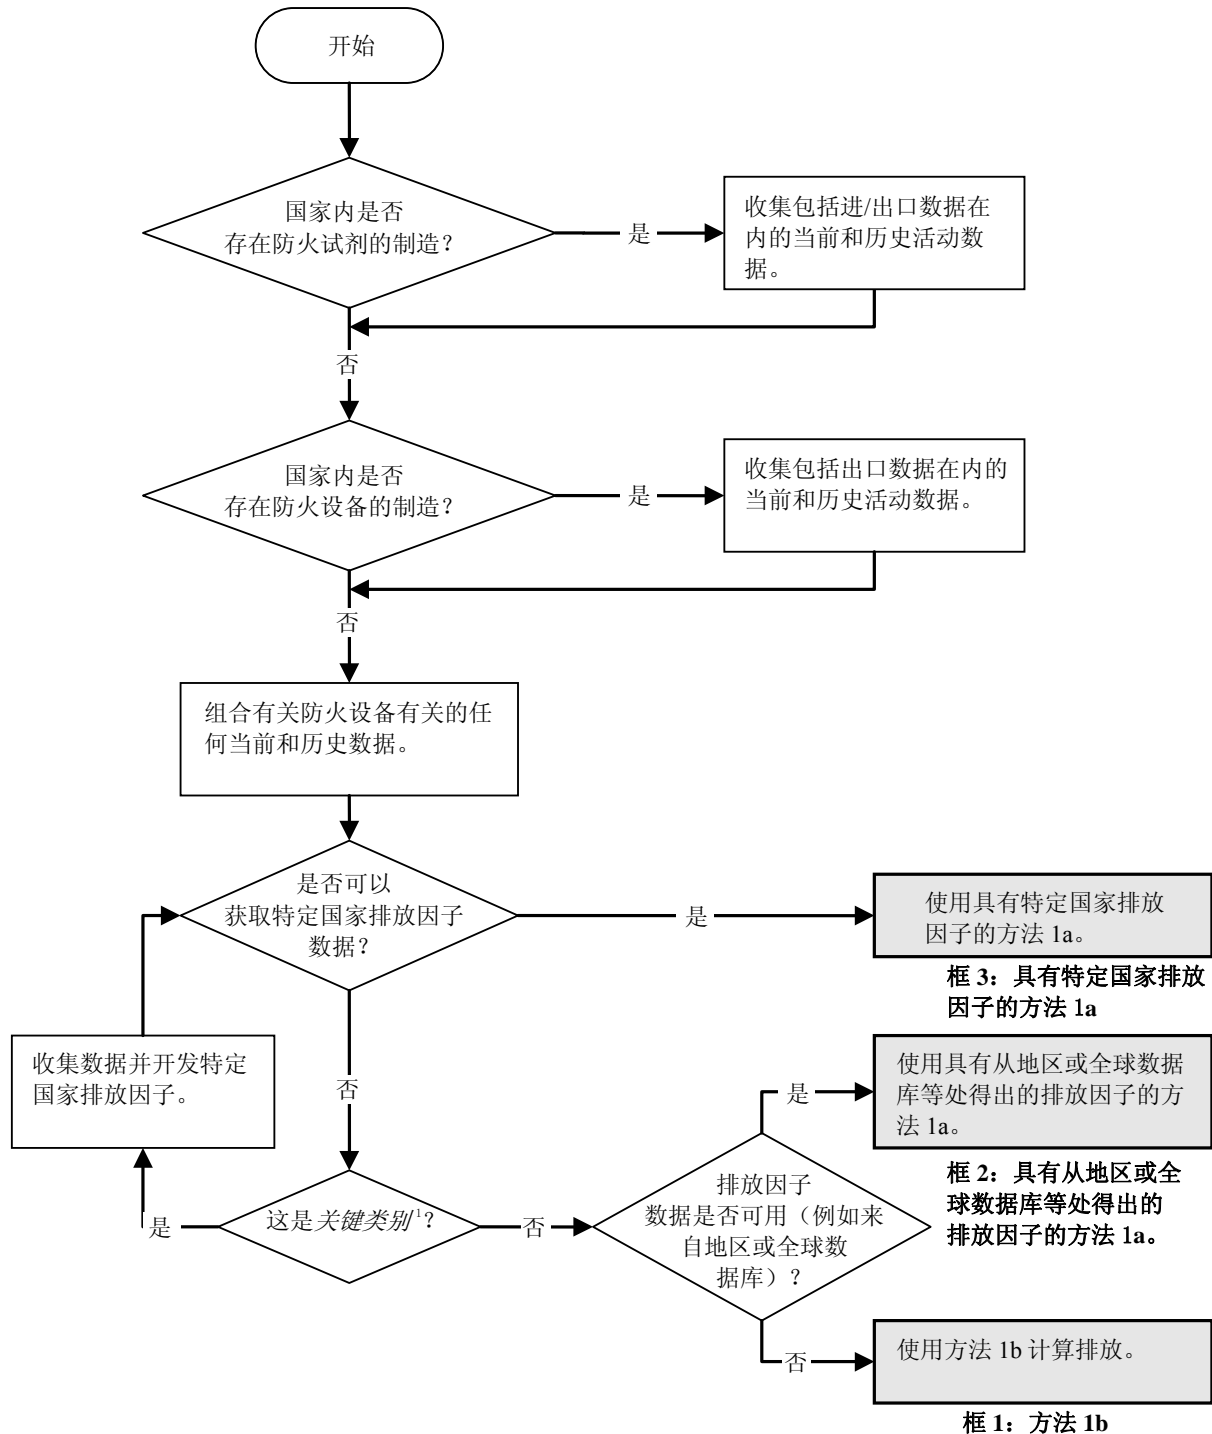 开始
国家内是否
存在防火试剂的制造？
是
收集包括进/出口数据在
内的当前和历史活动数
据。
否
国家内是否
存在防火设备的制造？
是
收集包括出口数据在内的
当前和历史活动数据。
否
组合有关防火设备有关的任
何当前和历史数据。
是否可以
获取特定国家排放因子
数据？
是
使用具有特定国家排放
因子的方法 1a。
框 3：具有特定国家排放
因子的方法 1a
收集数据并开发特定
国家排放因子。
否
是
使用具有从地区或全球数据
库等处得出的排放因子的方
法 1a。
框 2：具有从地区或全
球数据库等处得出的
排放因子的方法 1a。
是
这是关键类别¹？
否
排放因子
数据是否可用（例如来
自地区或全球数
据库）？
否
使用方法 1b 计算排放。
框 1：方法 1b